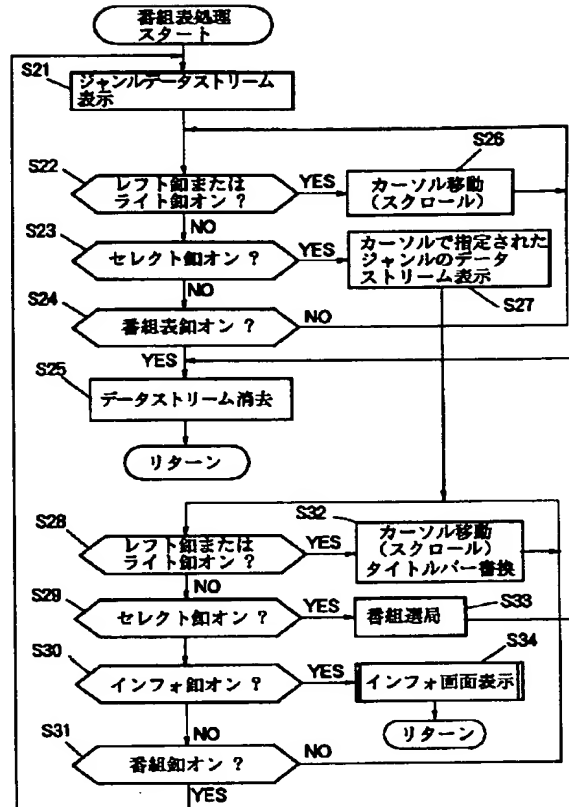 番組表処理
スタート
S21
ジャンルデータストリーム
表示
S22
レフト釦または
ライト釦オン？
YES
S26
カーソル移動
（スクロール）
NO
S23
セレクト釦オン？
YES
カーソルで指定された
ジャンルのデータ
ストリーム表示
S27
NO
S24
番組表釦オン？
NO
YES
S25
データストリーム消去
リターン
S28
レフト釦または
ライト釦オン？
YES
S32
カーソル移動
（スクロール）
タイトルバー書換
NO
S29
セレクト釦オン？
YES
番組選局
S33
S30
インフォ釦オン？
YES
インフォ画面表示
S34
リターン
NO
S31
番組釦オン？
NO
YES